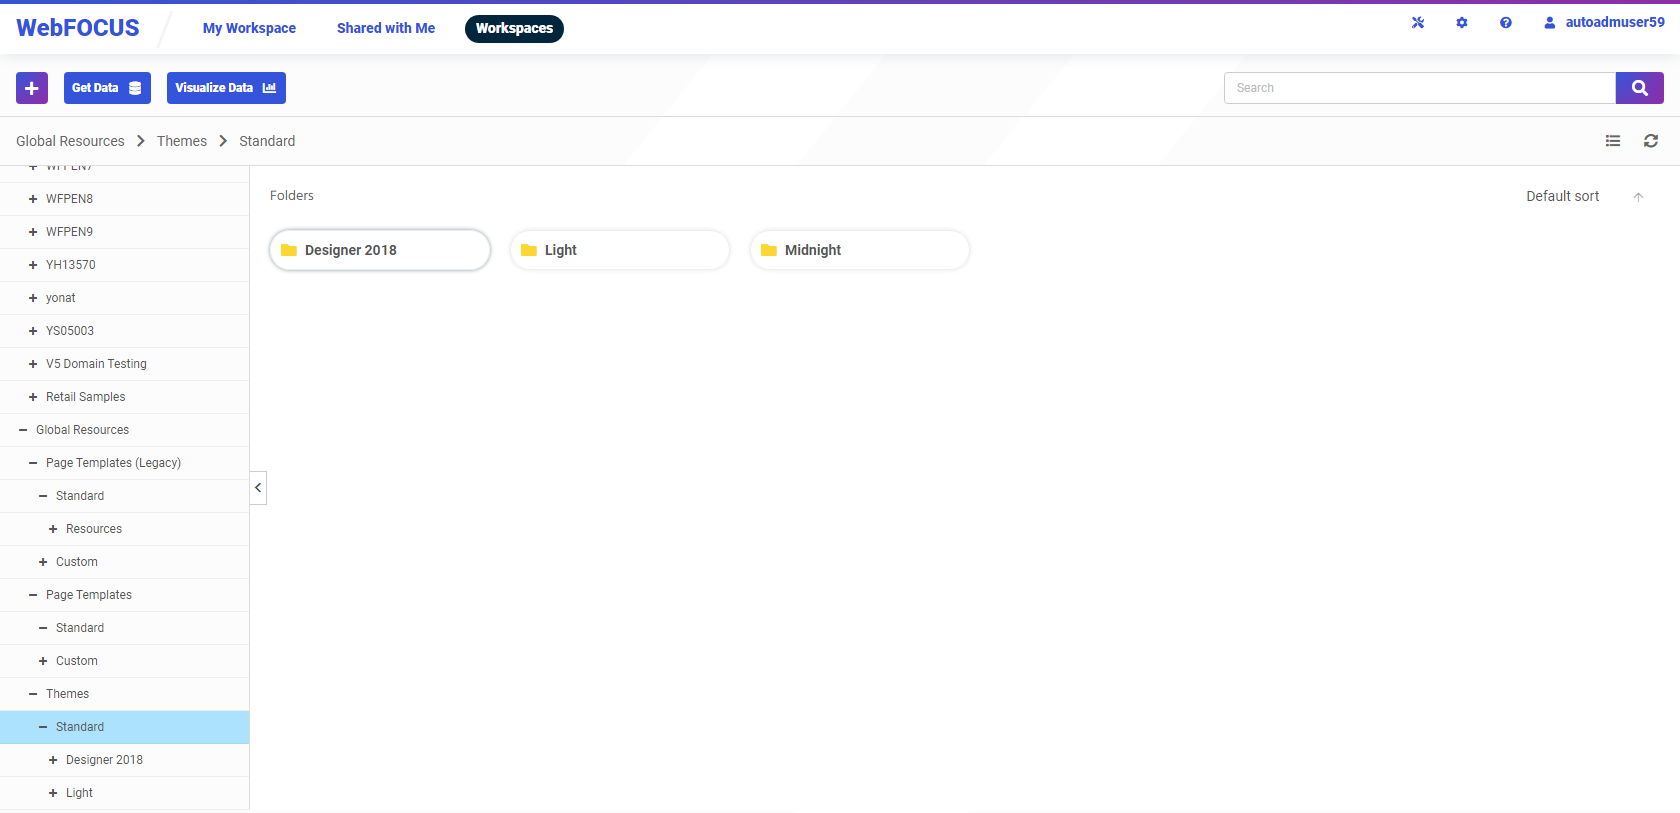 WebFOCUS
My Workspace
Shared with Me
Workspaces
autoadmuser59
Get Data
Visualize Data
Search
Global Resources
Themes
Standard
WFPEN7
WFPEN8
WFPEN9
YH13570
yonat
YS05003
V5 Domain Testing
Retail Samples
Global Resources
Page Templates (Legacy)
Standard
Resources
Custom
Page Templates
Standard
Custom
Themes
Standard
Designer 2018
Light
Folders
Default sort
Designer 2018
Light
Midnight